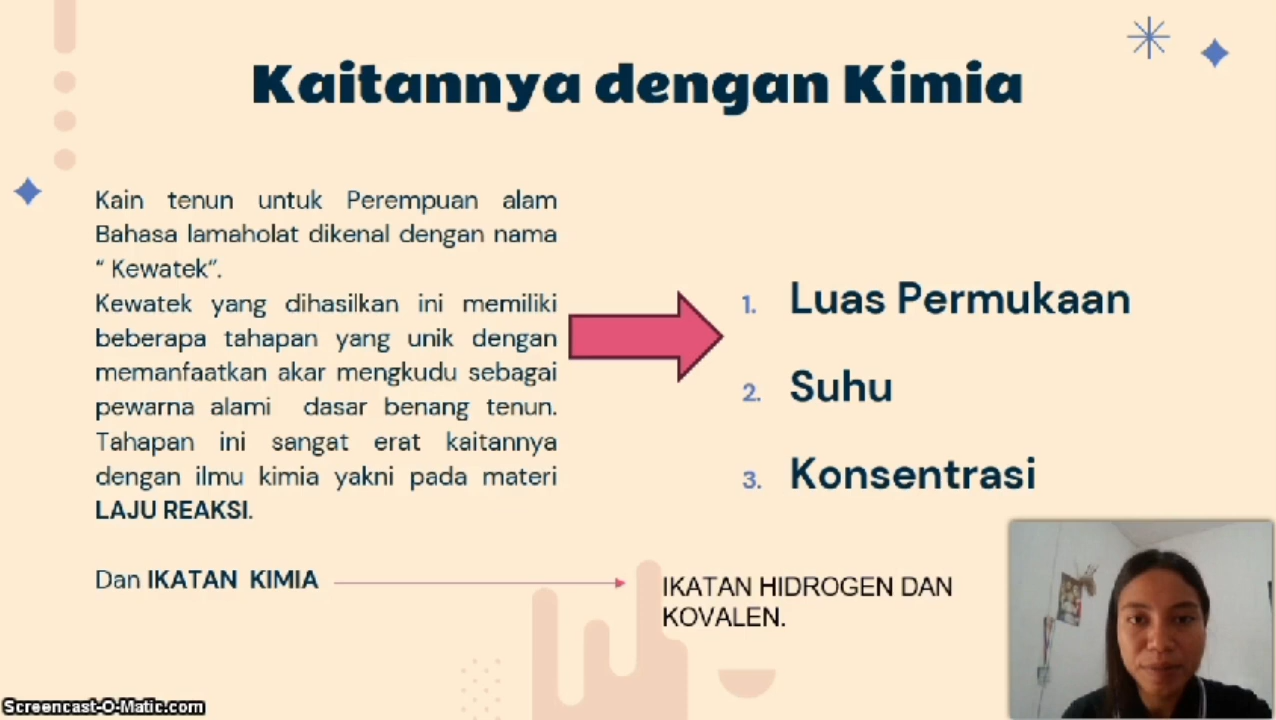 Kaitannya dengan Kimia
Kain tenun untuk Perempuan alam
Bahasa lamaholat dikenal dengan nama
“ Kewatek”.
Kewatek yang dihasilkan ini memiliki
beberapa tahapan yang unik dengan
memanfaatkan akar mengkudu sebagai
pewarna alami dasar benang tenun.
Tahapan ini sangat erat kaitannya
dengan ilmu kimia yakni pada materi
LAJU REAKSI.
Dan IKATAN KIMIA
1. Luas Permukaan
2. Suhu
3. Konsentrasi
IKATAN HIDROGEN DAN
KOVALEN.
Screencast-O-Matic.com